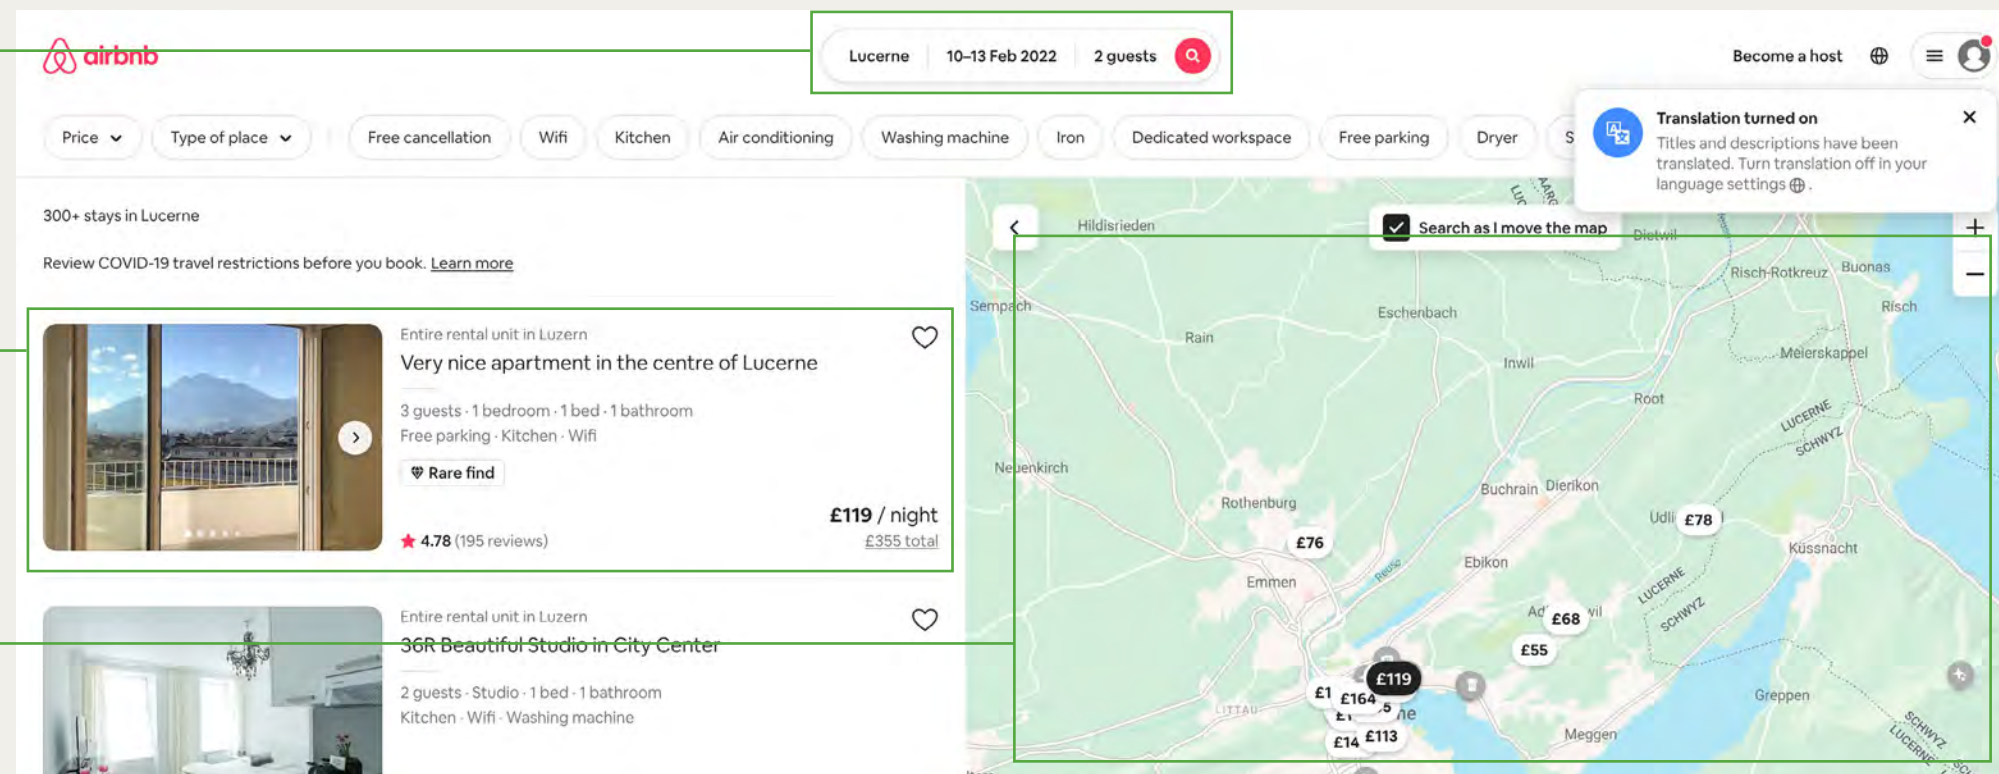 airbnb
Lucerne 10–13 Feb 2022 2 guests
Become a host
Price Type of place Free cancellation Wifi Kitchen Air conditioning Washing machine Iron Dedicated workspace Free parking Dryer S
Translation turned on
Titles and descriptions have been
translated. Turn translation off in your
language settings .
300+ stays in Lucerne
Review COVID-19 travel restrictions before you book. Learn more
Entire rental unit in Luzern
Very nice apartment in the centre of Lucerne
3 guests · 1 bedroom · 1 bed · 1 bathroom
Free parking · Kitchen · Wifi
Rare find
£119 / night
4.78 (195 reviews)
£355 total
Entire rental unit in Luzern
36R Beautiful Studio in City Center
2 guests · Studio · 1 bed · 1 bathroom
Kitchen · Wifi · Washing machine
Search as I move the map
Hildisrieden
Dietwil
Risch-Rotkreuz
Buonas
Sempach
Eschenbach
Risch
Rain
Inwil
Meierskappel
Root
LUCERNE
SCHWYZ
Neuenkirch
Rothenburg
Buchrain
Dierikon
Udli
£78
£76
Küssnacht
Reuse
Ebikon
Emmen
LUCERNE
SCHWYZ
Ad wil
£68
£55
£119
£1
£164
5
ne
£1
LITTAU
£14
£113
Greppen
Meggen
SCHWYZ
LUCERNE